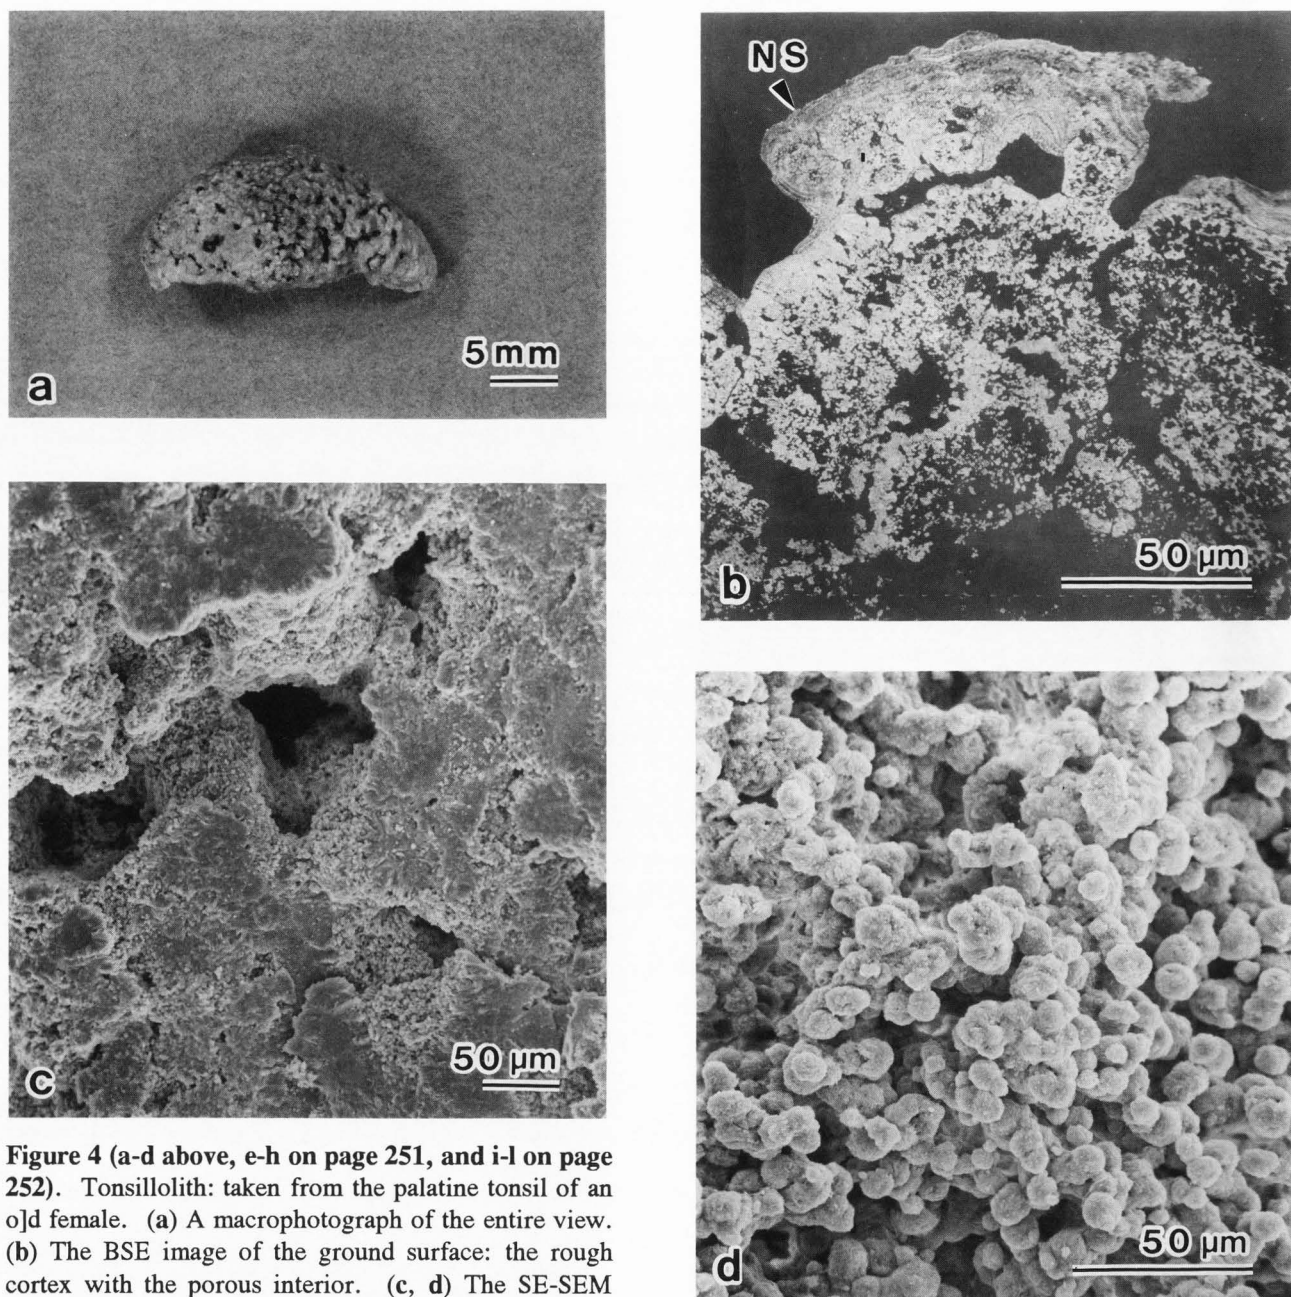 NS
5 mm
a
50 μm
b
50 μm
c
50 μm
d
Figure 4 (a-d above, e-h on page 251, and i-l on page
252). Tonsillolith: taken from the palatine tonsil of an
o]d female. (a) A macrophotograph of the entire view.
(b) The BSE image of the ground surface: the rough
cortex with the porous interior. (c, d) The SE-SEM